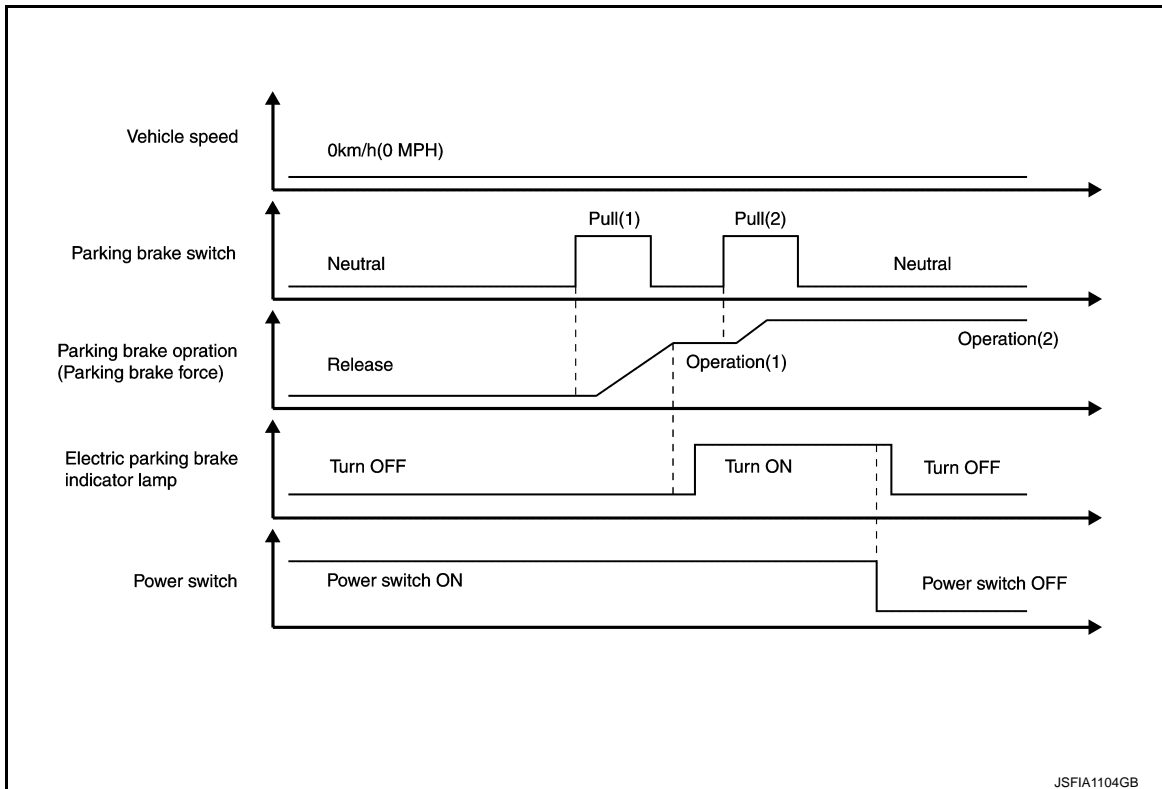 Vehicle speed
0km/h(0 MPH)
Parking brake switch
Neutral
Pull(1)
Pull(2)
Neutral
Parking brake opration
(Parking brake force)
Release
Operation(1)
Operation(2)
Electric parking brake
indicator lamp
Turn OFF
Turn ON
Turn OFF
Power switch
Power switch ON
Power switch OFF
JSFIA1104GB